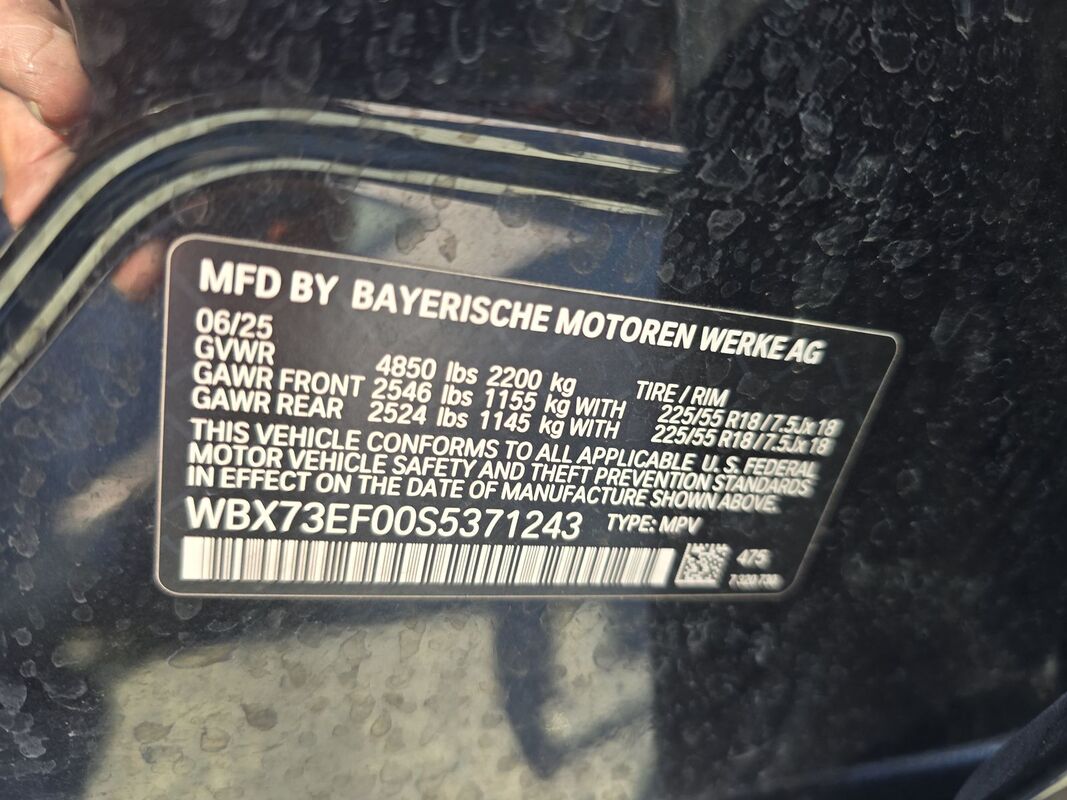 MFD BY BAYERISCHE MOTOREN WERKE AG
06/25
GVWR 4850 lbs 2200 kg TIRE / RIM
GAWR FRONT 2546 lbs 1155 kg WITH 225/55 R18/7.5Jx18
GAWR REAR 2524 lbs 1145 kg WITH 225/55 R18/7.5Jx18
THIS VEHICLE CONFORMS TO ALL APPLICABLE U.S. FEDERAL
MOTOR VEHICLE SAFETY AND THEFT PREVENTION STANDARDS
IN EFFECT ON THE DATE OF MANUFACTURE SHOWN ABOVE.
WBX73EF00S5371243 TYPE: MPV
475